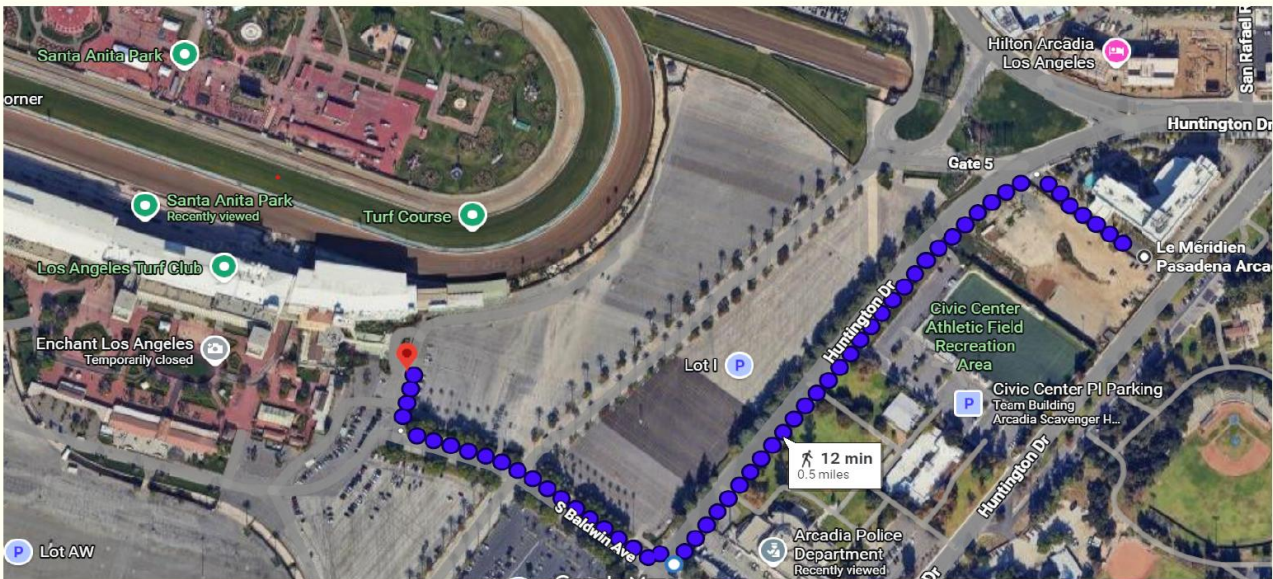 Santa Anita Park
Hilton Arcadia
Los Angeles
San Rafael R
orner
Huntington Dr
Gate 5
Santa Anita Park
Recently viewed
Turf Course
Le Méridien
Pasadena Arca
Los Angeles Turf Club
Huntington Dr
Civic Center
Athletic Field
Recreation
Area
Enchant Los Angeles
Temporarily closed
Lot I
P
P
Civic Center Pl Parking
Team Building
Arcadia Scavenger H...
12 min
0.5 miles
Huntington Dr
S Baldwin Ave
Arcadia Police
Department
Recently viewed
P
Lot AW
Dr